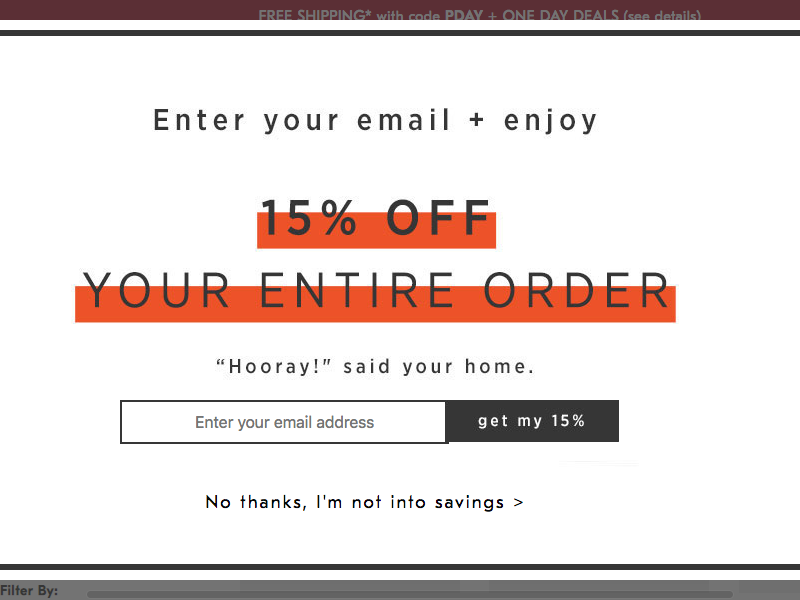 FREE SHIPPING* with code PDAY + ONE DAY DEALS (see details)
Enter your email + enjoy
15% OFF
YOUR ENTIRE ORDER
“Hooray!" said your home.
Enter your email address
get my 15%
No thanks, I'm not into savings >
Filter By: